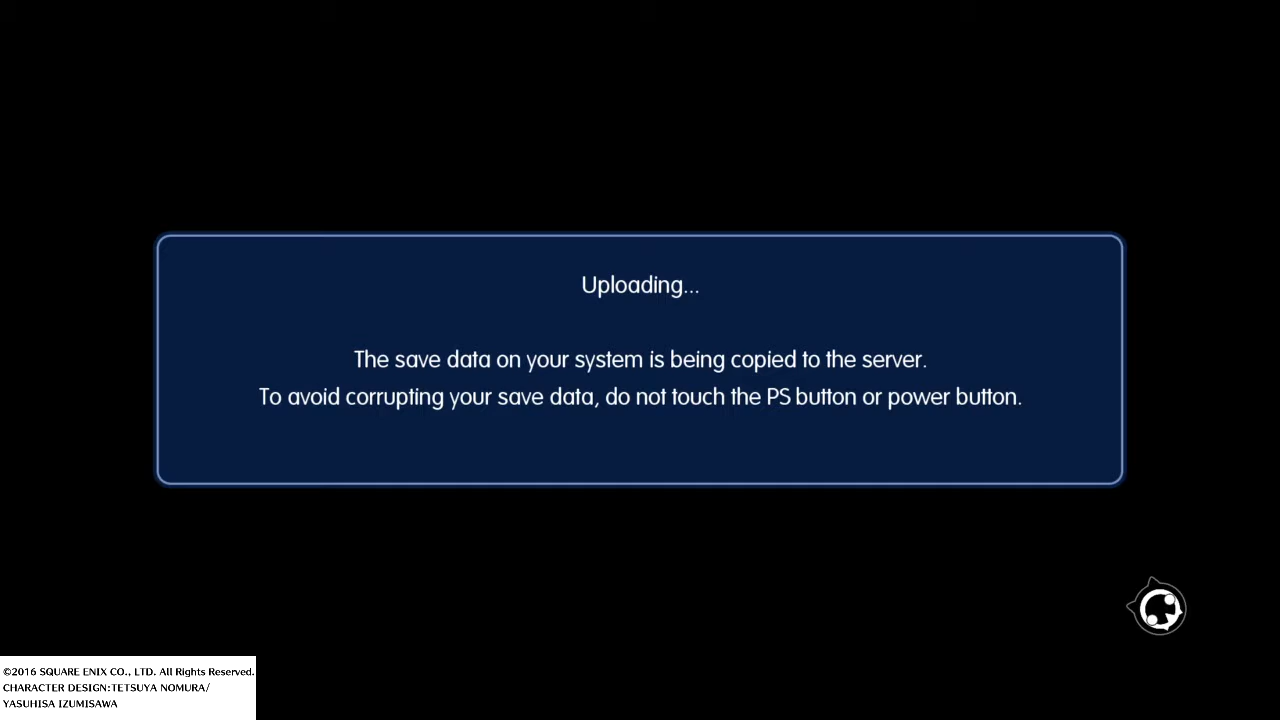 Uploading...
The save data on your system is being copied to the server.
To avoid corrupting your save data, do not touch the PS button or power button.
©2016 SQUARE ENIX CO., LTD. All Rights Reserved.
CHARACTER DESIGN:TETSUYA NOMURA/
YASUHISA IZUMISAWA